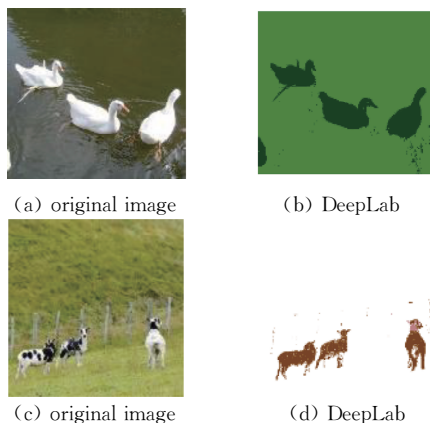 (a) original image
(b) DeepLab
(c) original image
(d) DeepLab